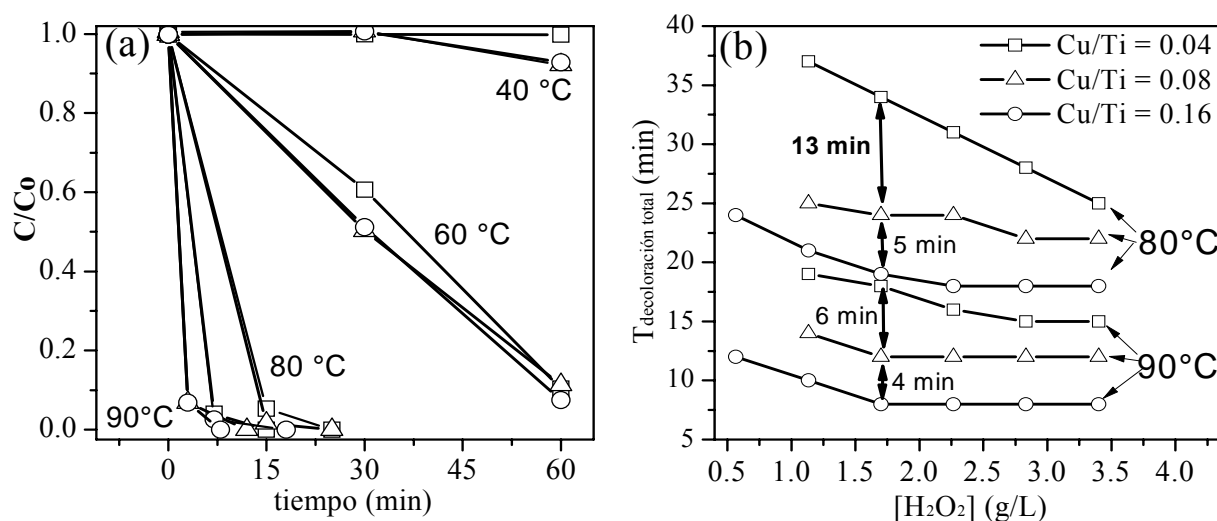 (a)
C/Co
1.0
0.8
0.6
0.4
0.2
0.0
40 °C
60 °C
80 °C
90°C
0
15
30
45
60
tiempo (min)
(b)
Cu/Ti = 0.04
Cu/Ti = 0.08
Cu/Ti = 0.16
Tdecoloración total (min)
40
35
30
25
20
15
10
5
13 min
5 min
6 min
4 min
80°C
90°C
0.5
1.0
1.5
2.0
2.5
3.0
3.5
4.0
[H₂O₂] (g/L)